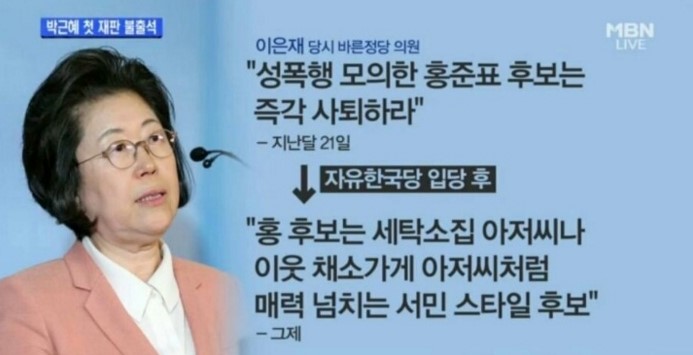 박근혜 첫 재판 불출석
MBN
LIVE
이은재 당시 바른정당 의원
"성폭행 모의한 홍준표 후보는
즉각 사퇴하라"
– 지난달 21일
자유한국당 입당 후
"홍 후보는 세탁소집 아저씨나
이웃 채소가게 아저씨처럼
매력 넘치는 서민 스타일 후보"
– 그제